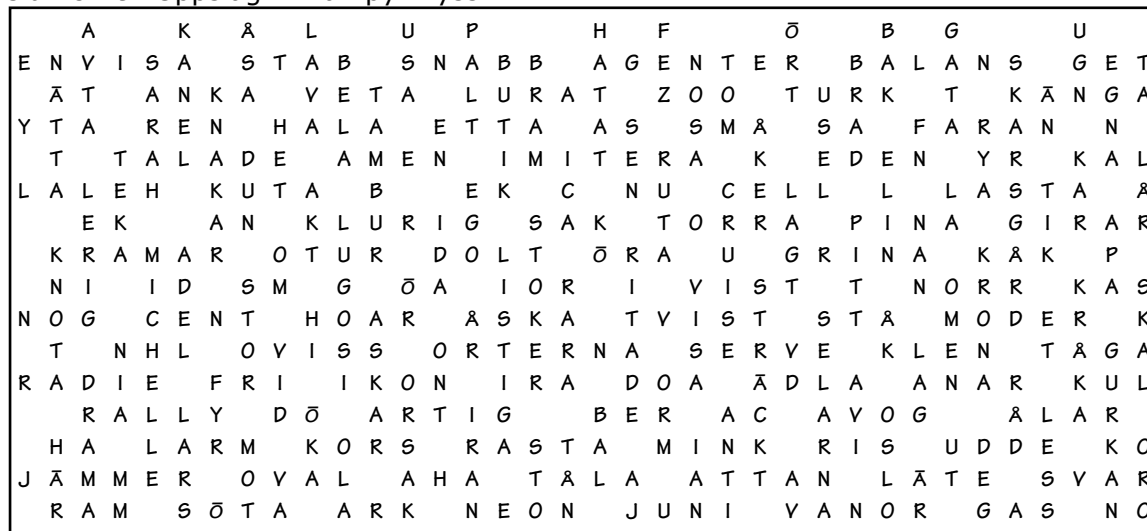 A K Å L U P H F Ö B G U
ENVISA STAB SNABB AGENTER BALANS GET
ÄT ANKA VETA LURAT ZOO TURK T KÄNGA
YTA REN HALA ETTA AS SMÅ SA FARAN N
T TALADE AMEN IMITERA K EDEN YR KAL
LALEH KUTA B EK C NU CELL L LASTA Å
EK AN KLURIG SAK TORRA PINA GIRAR
KRAMAR OTUR DOLT ÖRA U GRINA KÅK P
NI ID SM G ÖA IOR I VIST T NORR KAS
NOG CENT HOAR ÅSKA TVIST STÅ MODER K
T NHL OVISS ORTERNA SERVE KLEN TÅGA
RADIE FRI IKON IRA DOA ÄDLA ANAR KUL
RALLY DÖ ARTIG BER AC AVOG ÅLAR
HA LARM KORS RASTA MINK RIS UDDE KO
JÄMMER OVAL AHA TÅLA ATTAN LÄTE SVAR
RAM SÖTA ARK NEON JUNI VANOR GAS NO